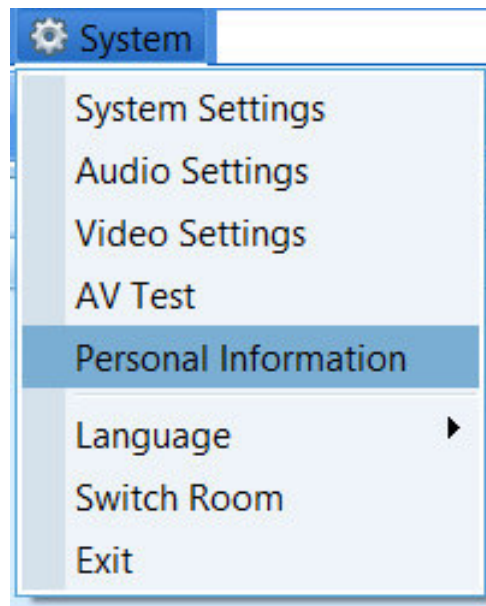 System
System Settings
Audio Settings
Video Settings
AV Test
Personal Information
Language
Switch Room
Exit